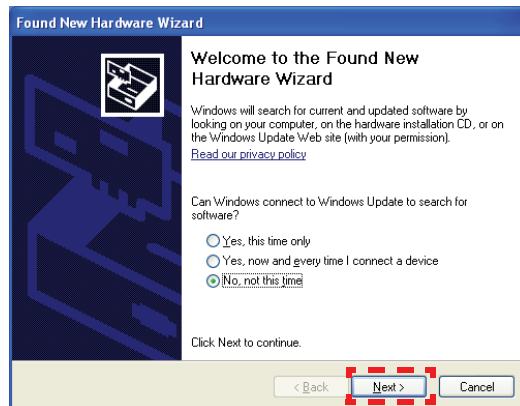 Found New Hardware Wizard
Welcome to the Found New
Hardware Wizard
Windows will search for current and updated software by
looking on your computer, on the hardware installation CD, or on
the Windows Update Web site (with your permission).
Read our privacy policy
Can Windows connect to Windows Update to search for
software?
Yes, this time only
Yes, now and every time I connect a device
No, not this time
Click Next to continue.
< Back
Next >
Cancel